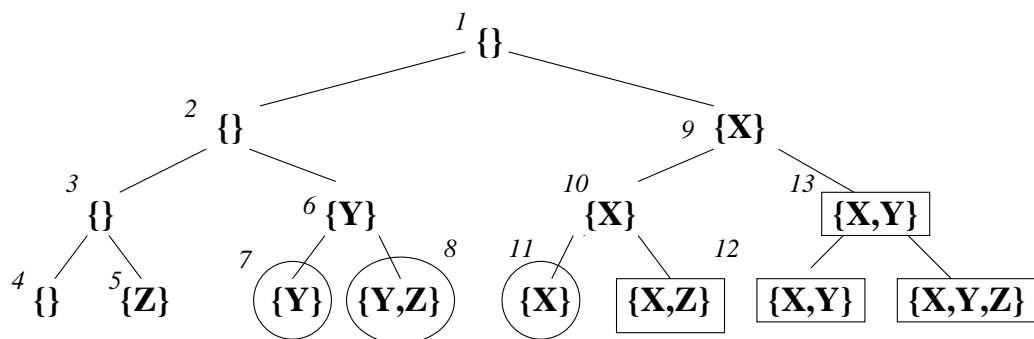 1
{}
2
{}
9
{X}
3
{}
6
{Y}
10
{X}
13
{X,Y}
4
{}
5
{Z}
7
{Y}
8
{Y,Z}
11
{X}
12
{X,Z}
{X,Y}
{X,Y,Z}